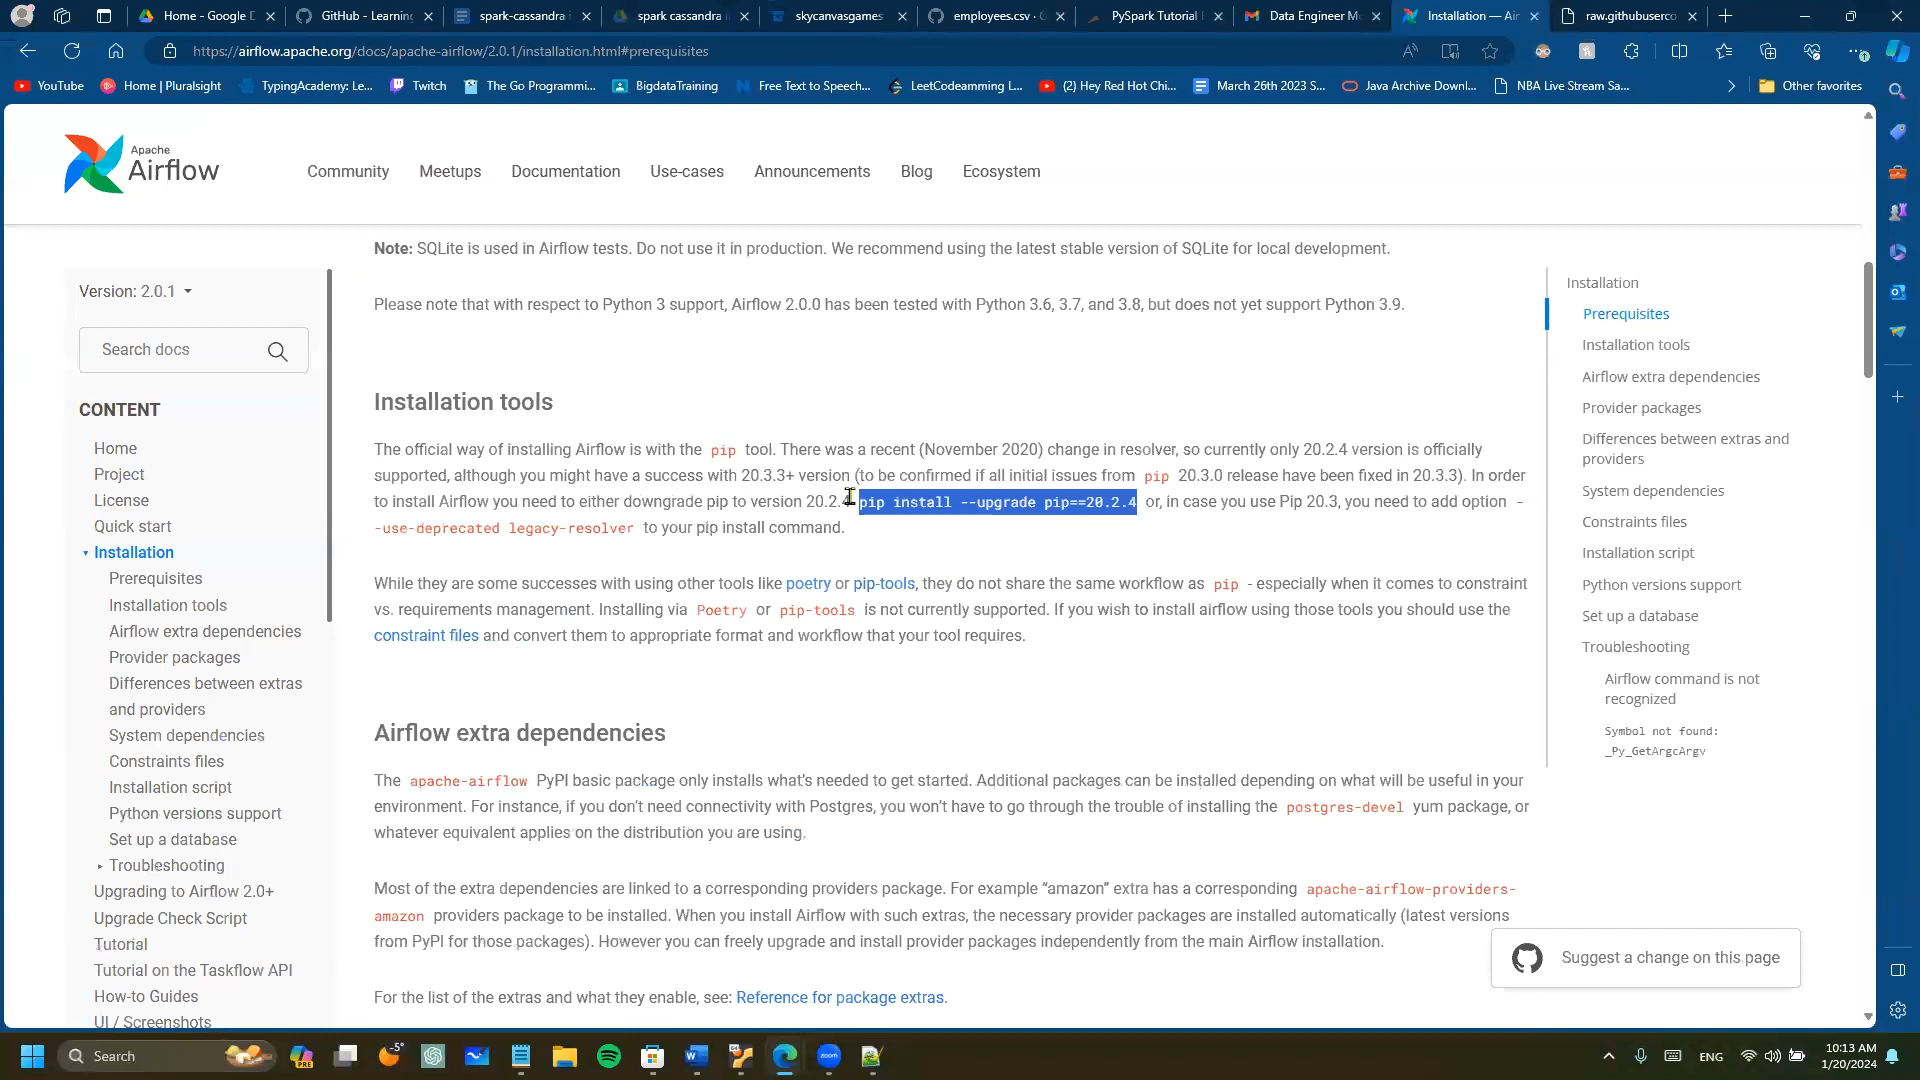 Home - Google D
GitHub - Learning
spark-cassandra
spark cassandra
skycanvasgames
employees.csv · G
PySpark Tutorial
Data Engineer M
Installation — Air
raw.githubuserco
https://airflow.apache.org/docs/apache-airflow/2.0.1/installation.html#prerequisites
YouTube
Home | Pluralsight
TypingAcademy: Le...
Twitch
The Go Programmi...
BigdataTraining
Free Text to Speech...
LeetCodeamming L...
(2) Hey Red Hot Chi...
March 26th 2023 S...
Java Archive Downl...
NBA Live Stream Sa...
Other favorites
Apache
Airflow
Community
Meetups
Documentation
Use-cases
Announcements
Blog
Ecosystem
Version: 2.0.1
Search docs
CONTENT
Home
Project
License
Quick start
Installation
Prerequisites
Installation tools
Airflow extra dependencies
Provider packages
Differences between extras
and providers
System dependencies
Constraints files
Installation script
Python versions support
Set up a database
Troubleshooting
Upgrading to Airflow 2.0+
Upgrade Check Script
Tutorial
Tutorial on the Taskflow API
How-to Guides
UI / Screenshots
Note: SQLite is used in Airflow tests. Do not use it in production. We recommend using the latest stable version of SQLite for local development.
Please note that with respect to Python 3 support, Airflow 2.0.0 has been tested with Python 3.6, 3.7, and 3.8, but does not yet support Python 3.9.
Installation tools
The official way of installing Airflow is with the pip tool. There was a recent (November 2020) change in resolver, so currently only 20.2.4 version is officially
supported, although you might have a success with 20.3.3+ version (to be confirmed if all initial issues from pip 20.3.0 release have been fixed in 20.3.3). In order
to install Airflow you need to either downgrade pip to version 20.2.4 pip install --upgrade pip==20.2.4 or, in case you use Pip 20.3, you need to add option -
-use-deprecated legacy-resolver to your pip install command.
While they are some successes with using other tools like poetry or pip-tools, they do not share the same workflow as pip - especially when it comes to constraint
vs. requirements management. Installing via Poetry or pip-tools is not currently supported. If you wish to install airflow using those tools you should use the
constraint files and convert them to appropriate format and workflow that your tool requires.
Airflow extra dependencies
The apache-airflow PyPI basic package only installs what's needed to get started. Additional packages can be installed depending on what will be useful in your
environment. For instance, if you don't need connectivity with Postgres, you won't have to go through the trouble of installing the postgres-devel yum package, or
whatever equivalent applies on the distribution you are using.
Most of the extra dependencies are linked to a corresponding providers package. For example “amazon” extra has a corresponding apache-airflow-providers-
amazon providers package to be installed. When you install Airflow with such extras, the necessary provider packages are installed automatically (latest versions
from PyPI for those packages). However you can freely upgrade and install provider packages independently from the main Airflow installation.
For the list of the extras and what they enable, see: Reference for package extras.
Installation
Prerequisites
Installation tools
Airflow extra dependencies
Provider packages
Differences between extras and
providers
System dependencies
Constraints files
Installation script
Python versions support
Set up a database
Troubleshooting
Airflow command is not
recognized
Symbol not found:
_Py_GetArgcArgv
Suggest a change on this page
Search
PRE
-5°
zoom
ENG
10:13 AM
1/20/2024